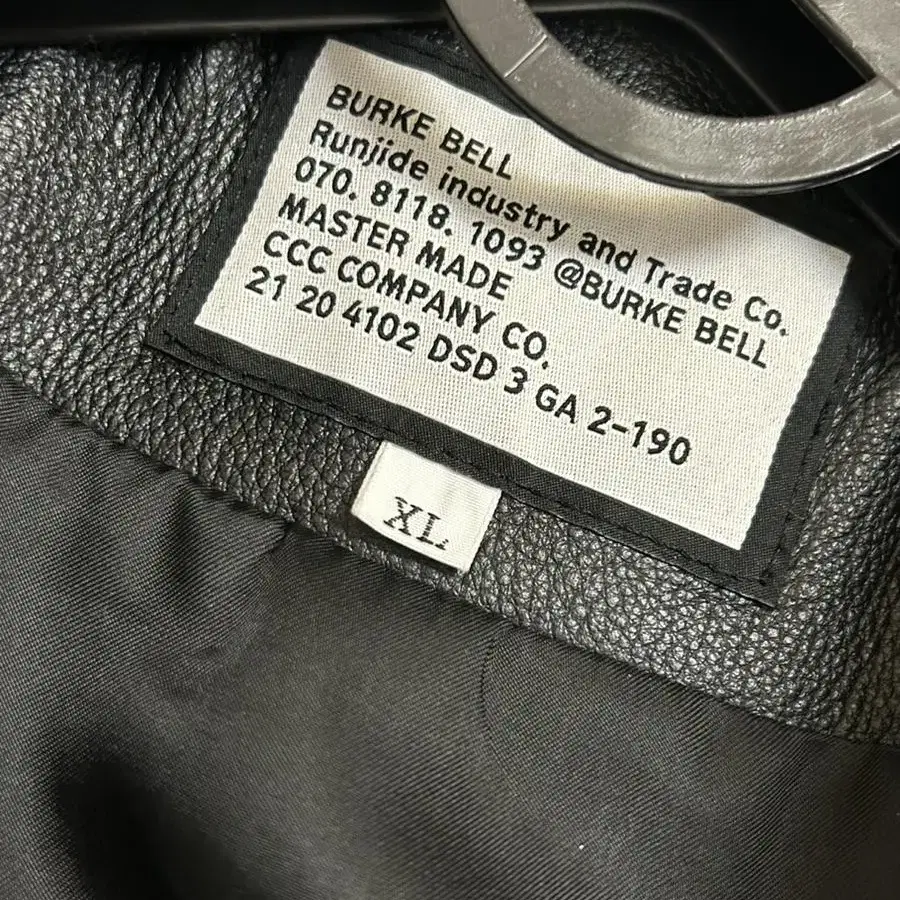 BURKE BELL
Runjide industry and Trade Co.
070. 8118. 1093 @BURKE BELL
MASTER MADE
CCC COMPANY CO.
21 20 4102 DSD 3 GA 2-190
XL